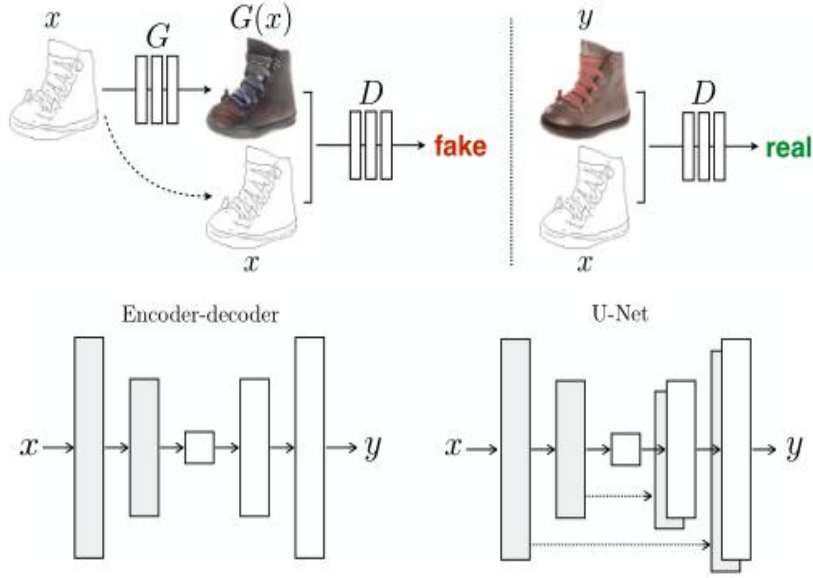 x
G
G(x)
D
fake
x
y
D
real
x
Encoder-decoder
x
y
U-Net
x
y